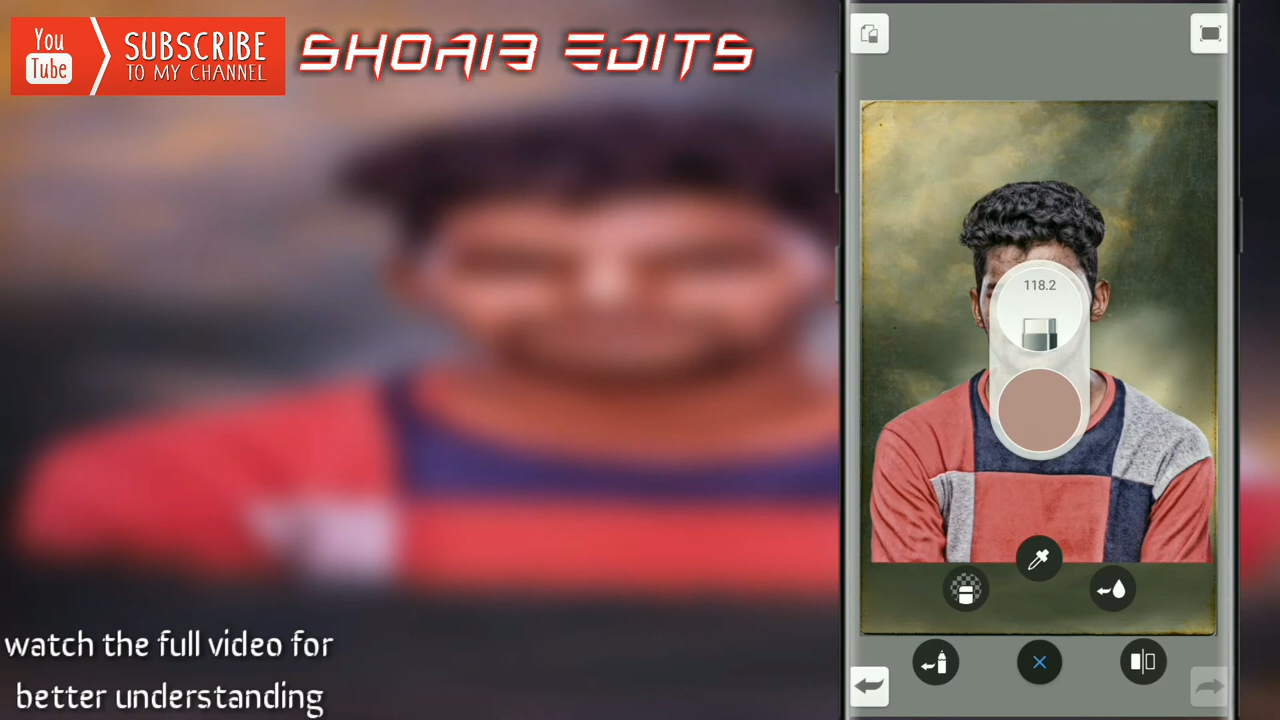 You
Tube
SUBSCRIBE
TO MY CHANNEL
SHOAIB EDITS
118.2
watch the full video for
better understanding